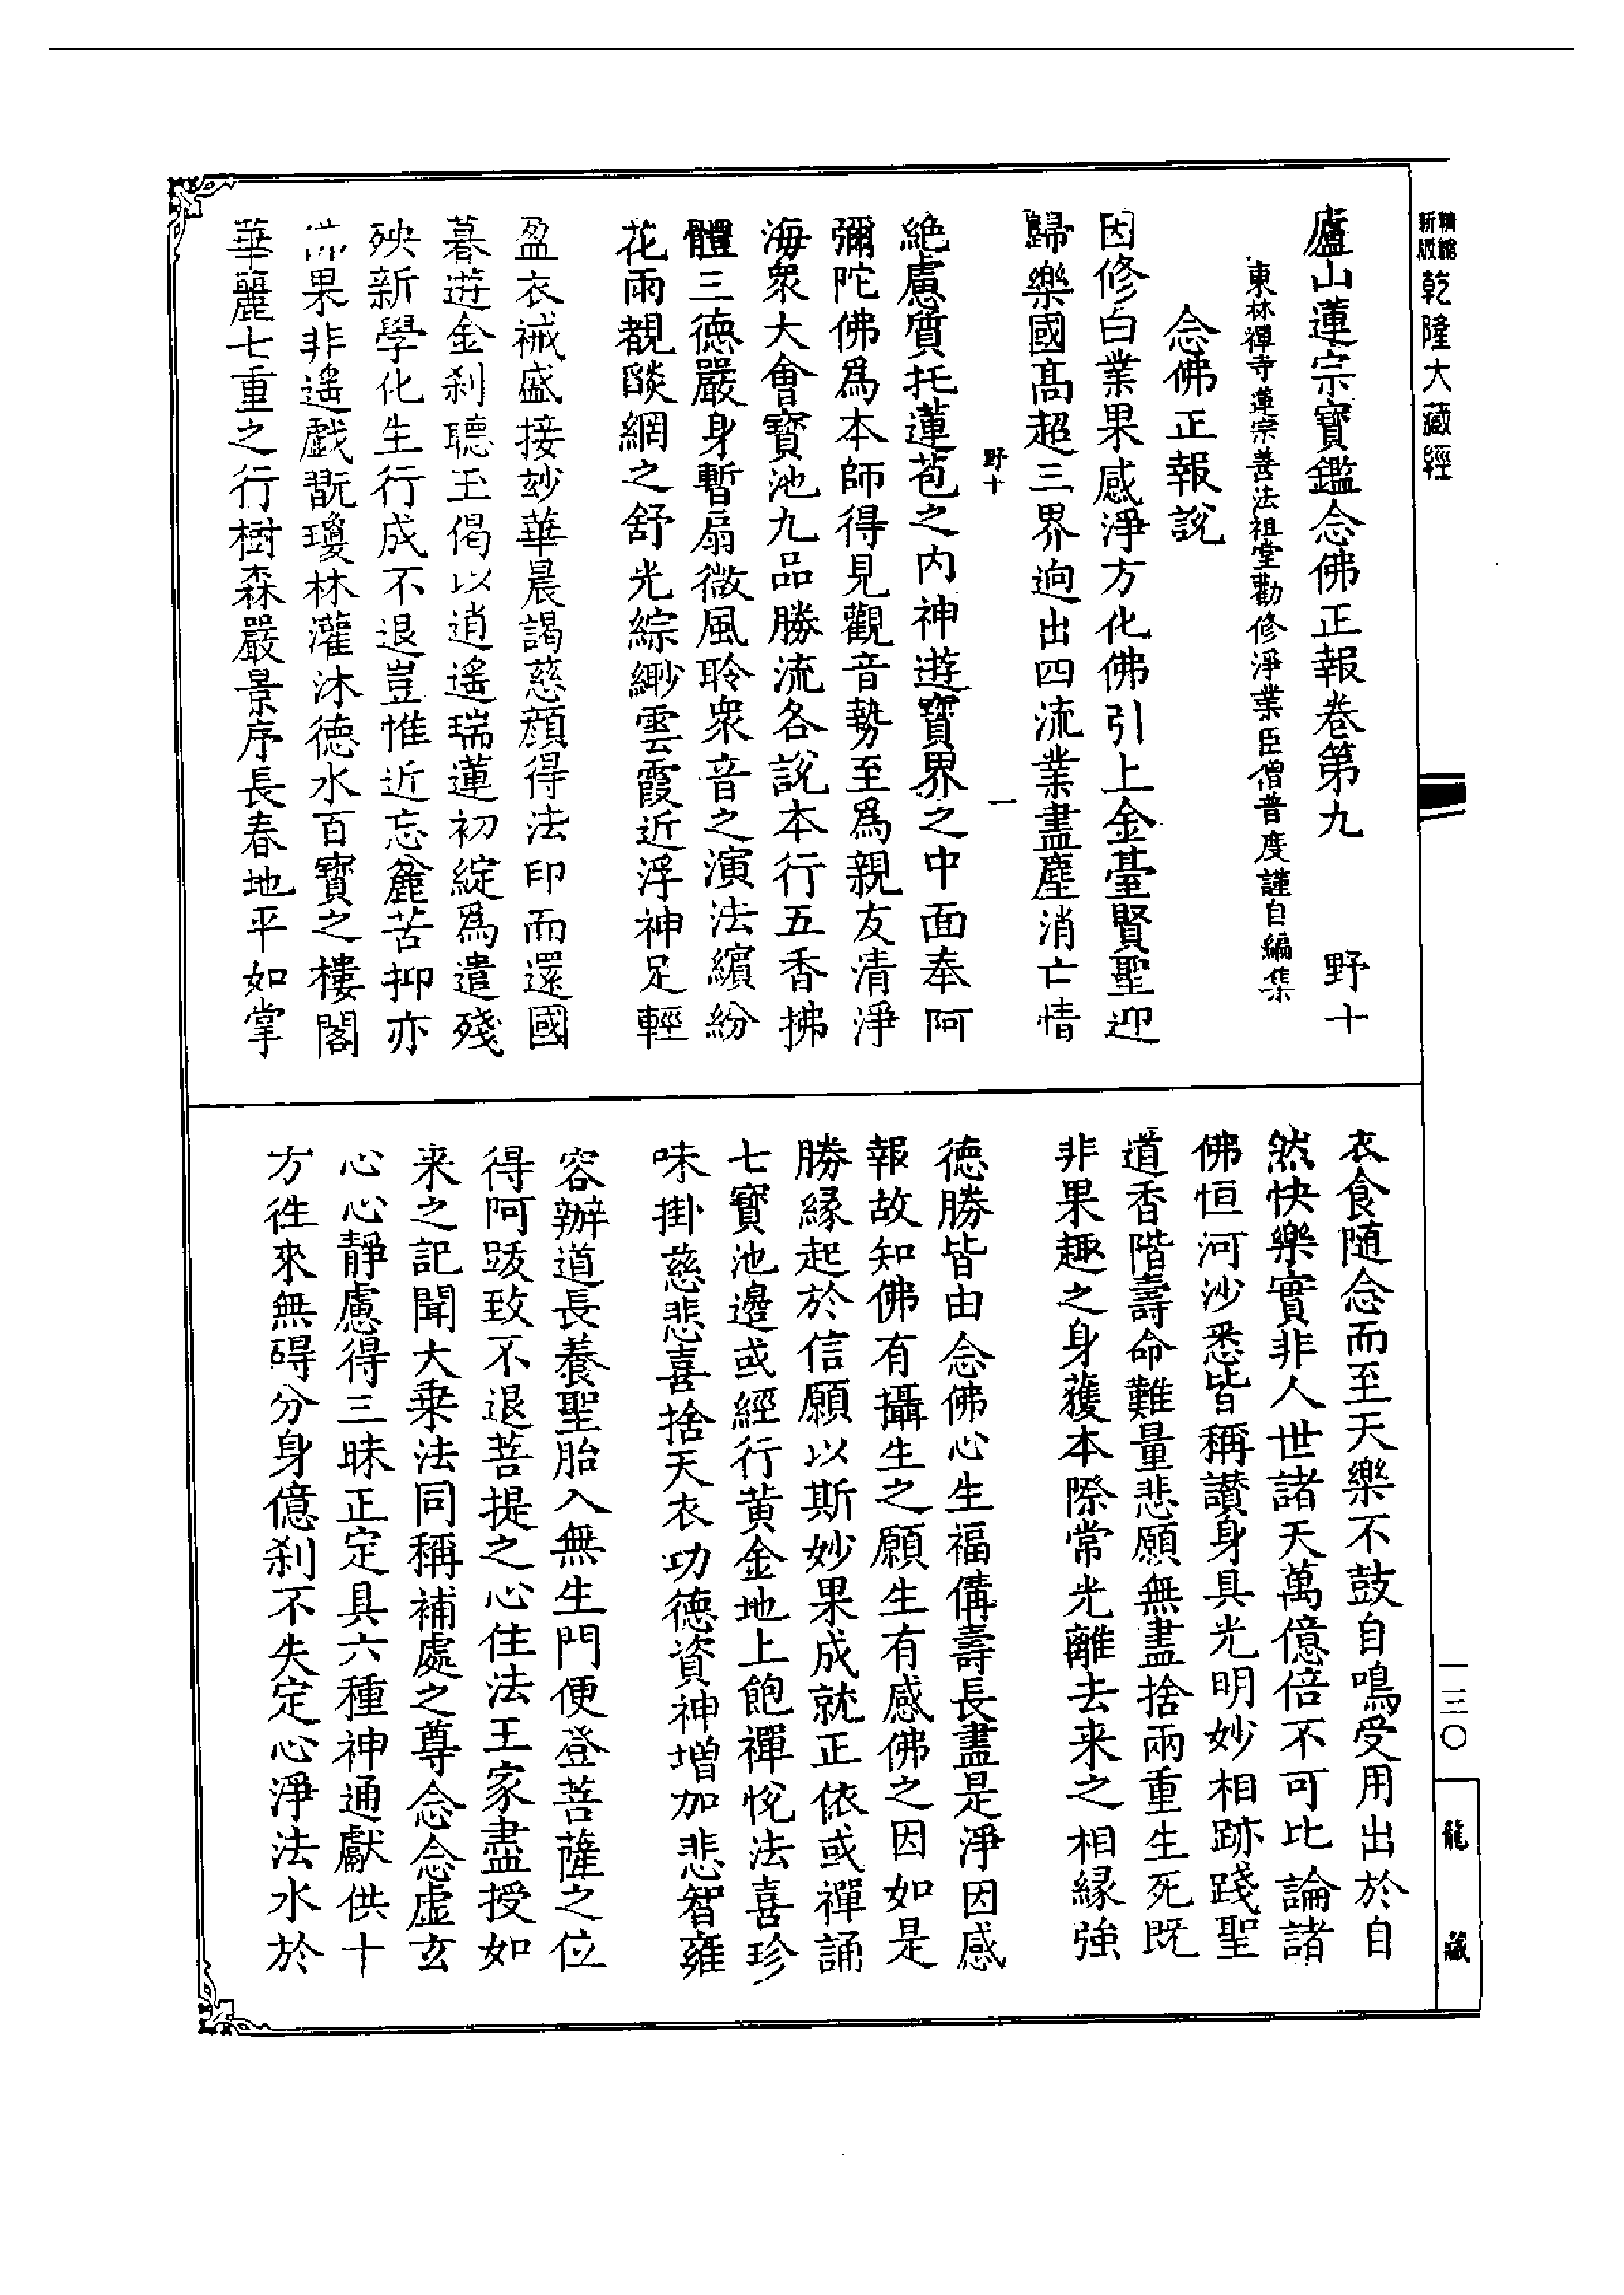 精縮
新版
乾隆大藏經
廬山蓮宗寶鑑念佛正報卷第九 野十
東林禪寺蓮宗善法祖堂勸修淨業臣僧普度謹自編集
念佛正報說
因修白業果感淨方化佛引上金臺賢聖迎
歸樂國高超三界逈出四流業盡塵消亡情
野十 一
絶慮質托蓮苞之内神遊寶界之中面奉阿
彌陀佛爲本師得見觀音勢至爲親友清淨
海衆大會寶池九品勝流各說本行五香拂
體三德嚴身暫扇微風聆衆音之演法繽紛
花雨覩燄網之舒光綜緲雲霞近浮神足輕
盈衣裓盛接妙華晨謁慈顔得法印而還國
暮遊金刹聽玉偈以逍遙瑞蓮初綻爲遣殘
殃新學化生行成不退豈惟近忘麄苦抑亦
果非遥戲翫瓊林灌沐德水百寶之樓閣
華麗七重之行樹森嚴景序長春地平如掌
衣食随念而至天樂不鼓自鳴受用出於自
然快樂實非人世諸天萬億倍不可比論諸
佛恒河沙悉皆稱讃身具光明妙相跡踐聖
道香階壽命難量悲願無盡捨兩重生死既
非果趣之身獲本際常光離去来之相縁強
德勝皆由念佛心生福備壽長盡是淨因感
報故知佛有攝生之願生有感佛之因如是
勝縁起於信願以斯妙果成就正依或禪誦
七寶池邊或經行黄金地上飽禪悅法喜珍
味掛慈悲喜捨天衣功德資神增加悲智雍
容辦道長養聖胎入無生門便登菩薩之位
得阿跋致不退菩提之心住法王家盡授如
来之記聞大乗法同稱補處之尊念念虚玄
心心靜慮得三昧正定具六種神通獻供十
方徃來無碍分身億刹不失定心淨法水於
一三〇
龍
藏